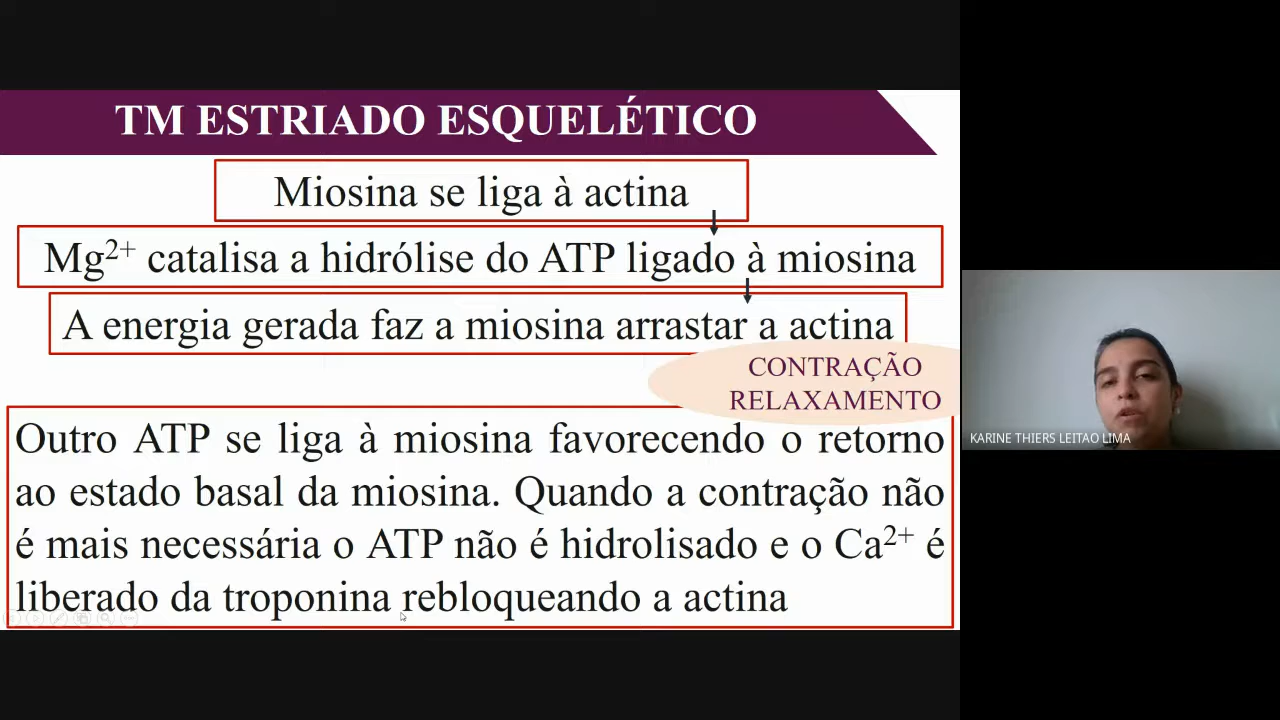 TM ESTRIADO ESQUELÉTICO
Miosina se liga à actina
Mg²⁺ catalisa a hidrólise do ATP ligado à miosina
A energia gerada faz a miosina arrastar a actina
CONTRAÇÃO
RELAXAMENTO
Outro ATP se liga à miosina favorecendo o retorno
ao estado basal da miosina. Quando a contração não
é mais necessária o ATP não é hidrolisado e o Ca²⁺ é
liberado da troponina rebloqueando a actina
KARINE THIERS LEITAO LIMA